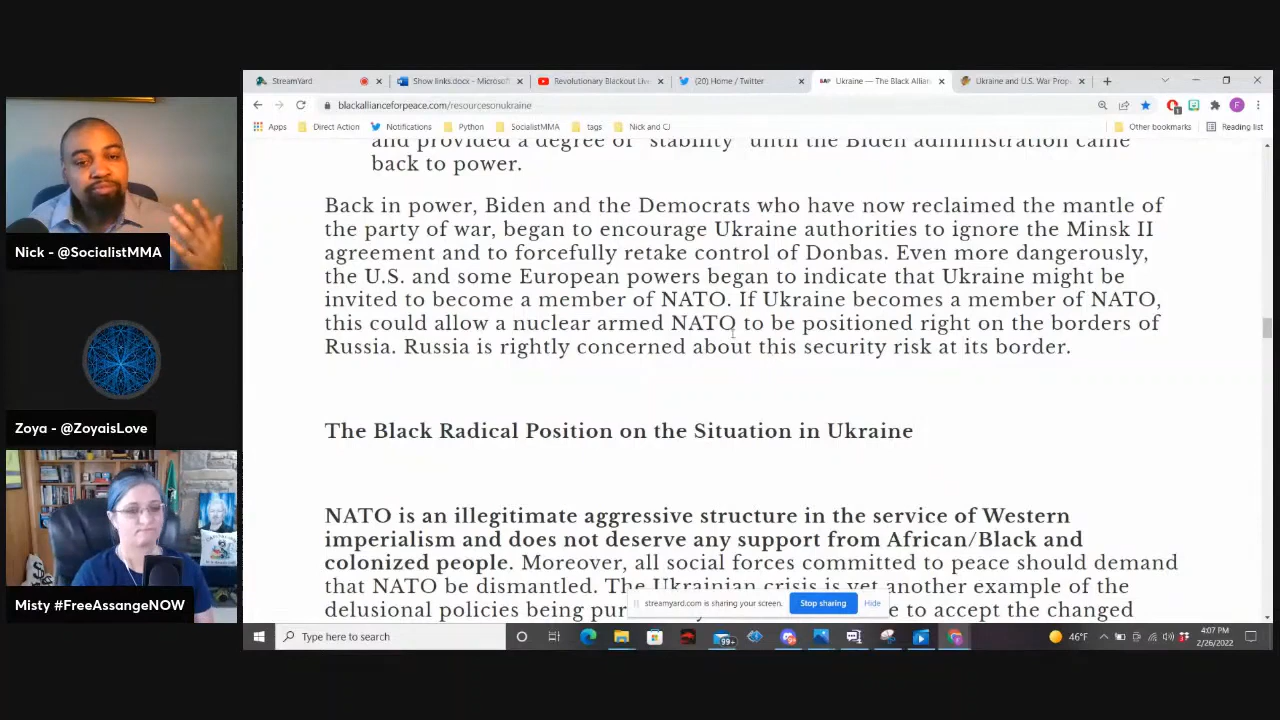 StreamYard
Show links.docx - Microsoft
Revolutionary Blackout Live
(20) Home / Twitter
BAP
Ukraine — The Black Allian
Ukraine and U.S. War Prop
blackallianceforpeace.com/resourcesonukraine
Apps
Direct Action
Notifications
Python
SocialistMMA
tags
Nick and CJ
Other bookmarks
Reading list
and provided a degree of "stability" until the Biden administration came
back to power.
Back in power, Biden and the Democrats who have now reclaimed the mantle of
the party of war, began to encourage Ukraine authorities to ignore the Minsk II
agreement and to forcefully retake control of Donbas. Even more dangerously,
the U.S. and some European powers began to indicate that Ukraine might be
invited to become a member of NATO. If Ukraine becomes a member of NATO,
this could allow a nuclear armed NATO to be positioned right on the borders of
Russia. Russia is rightly concerned about this security risk at its border.
The Black Radical Position on the Situation in Ukraine
NATO is an illegitimate aggressive structure in the service of Western
imperialism and does not deserve any support from African/Black and
colonized people. Moreover, all social forces committed to peace should demand
that NATO be dismantled. The Ukrainian crisis is yet another example of the
delusional policies being pur
e to accept the changed
streamyard.com is sharing your screen.
Stop sharing
Hide
Type here to search
99+
46°F
4:07 PM
2/26/2022
Nick - @SocialistMMA
Zoya - @ZoyaisLove
Misty #FreeAssangeNOW